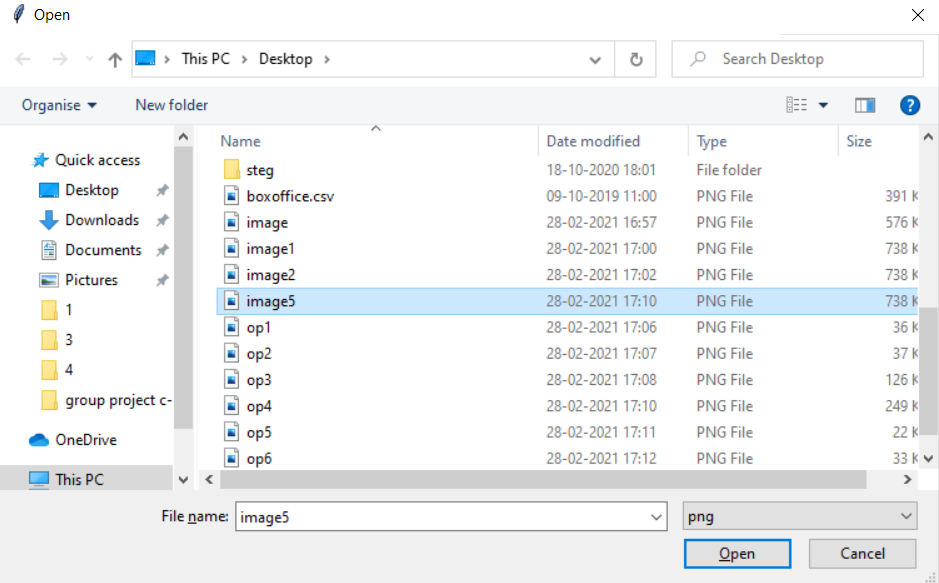 Open
This PC > Desktop >
Search Desktop
Organise New folder
Name Date modified Type Size
Quick access
Desktop
Downloads
Documents
Pictures
1
3
4
group project c-
OneDrive
This PC
steg 18-10-2020 18:01 File folder
boxoffice.csv 09-10-2019 11:00 PNG File 391 K
image 28-02-2021 16:57 PNG File 576 K
image1 28-02-2021 17:00 PNG File 738 K
image2 28-02-2021 17:02 PNG File 738 K
image5 28-02-2021 17:10 PNG File 738 K
op1 28-02-2021 17:06 PNG File 36 K
op2 28-02-2021 17:07 PNG File 37 K
op3 28-02-2021 17:08 PNG File 126 K
op4 28-02-2021 17:10 PNG File 249 K
op5 28-02-2021 17:11 PNG File 22 K
op6 28-02-2021 17:12 PNG File 33 K
File name: image5 png
Open Cancel